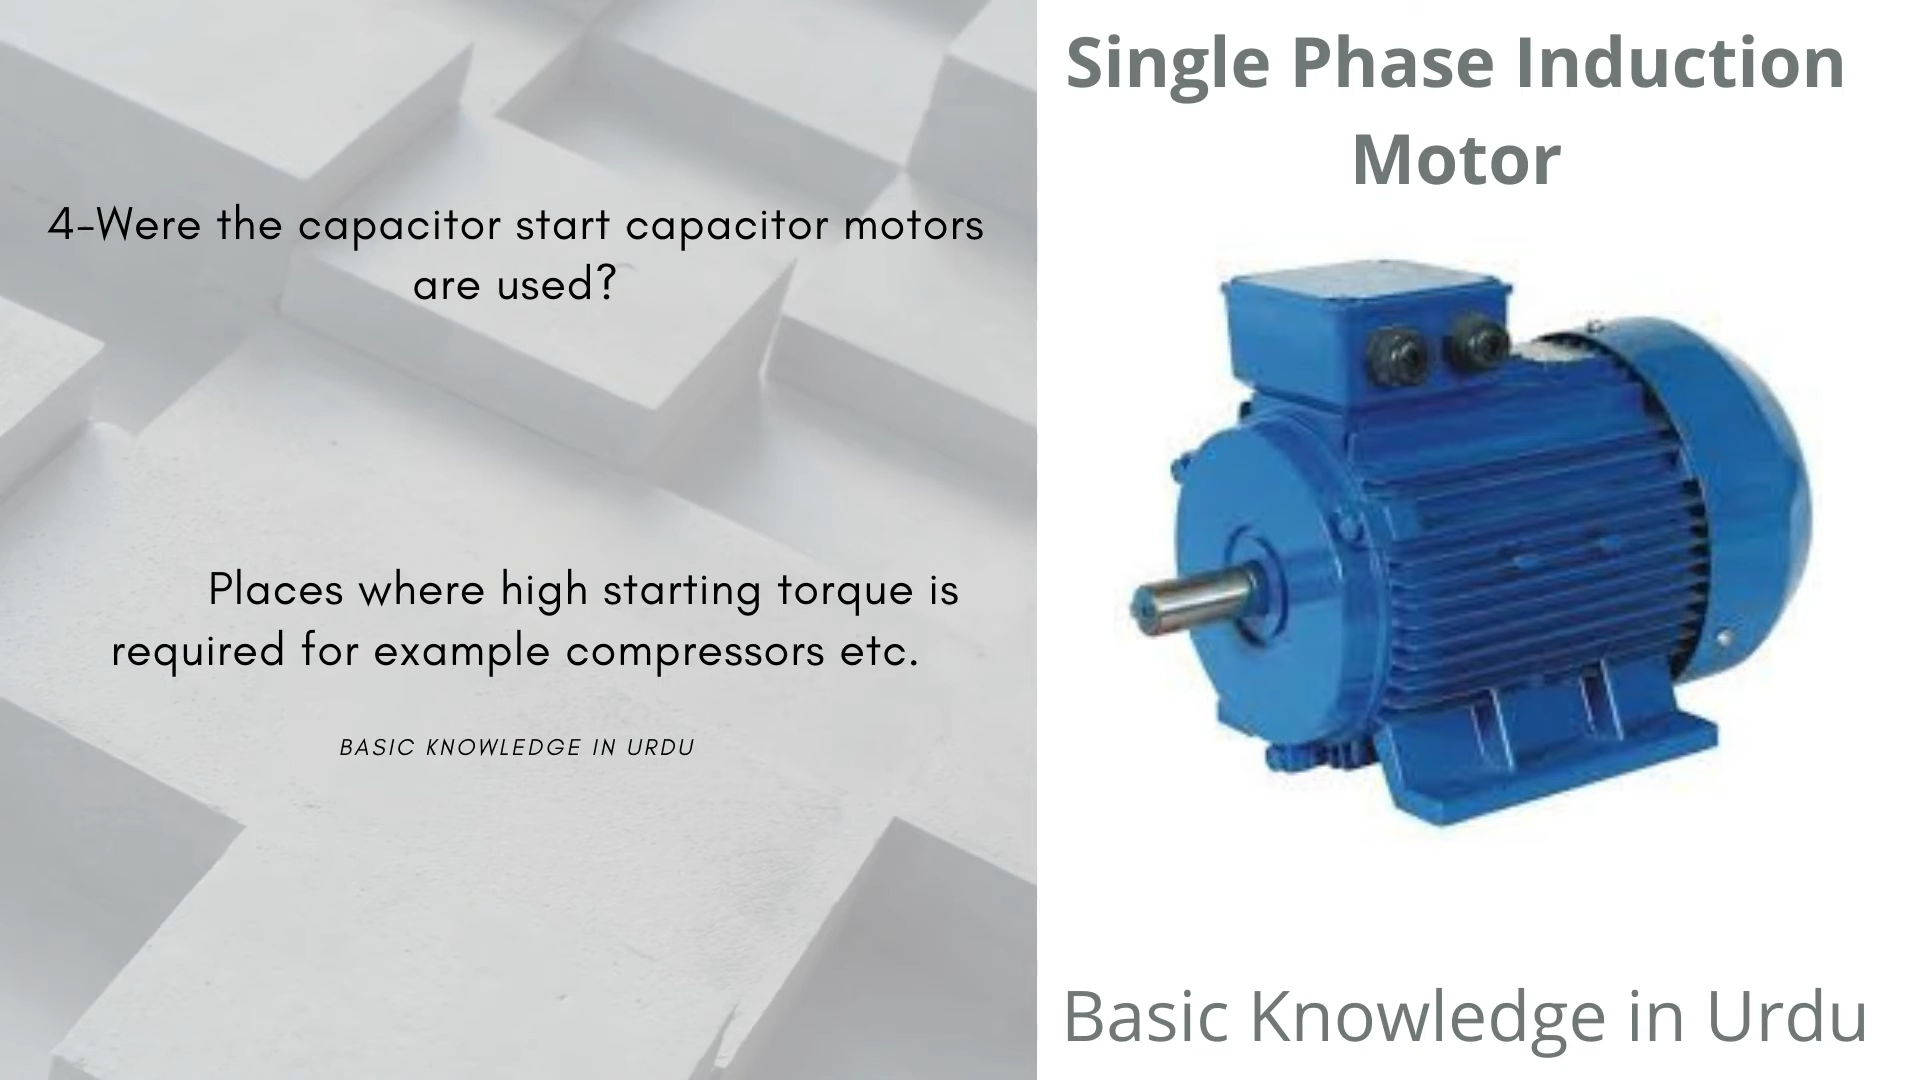 4-Were the capacitor start capacitor motors
are used?
Places where high starting torque is
required for example compressors etc.
BASIC KNOWLEDGE IN URDU
Single Phase Induction
Motor
Basic Knowledge in Urdu